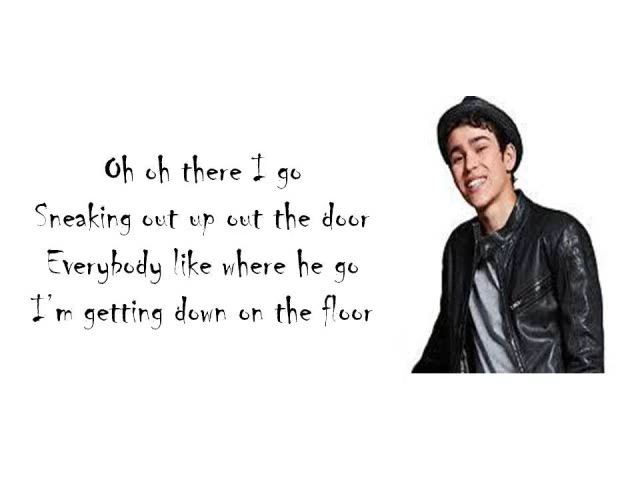 Oh oh there I go
Sneaking out up out the door
Everybody like where he go
I'm getting down on the floor